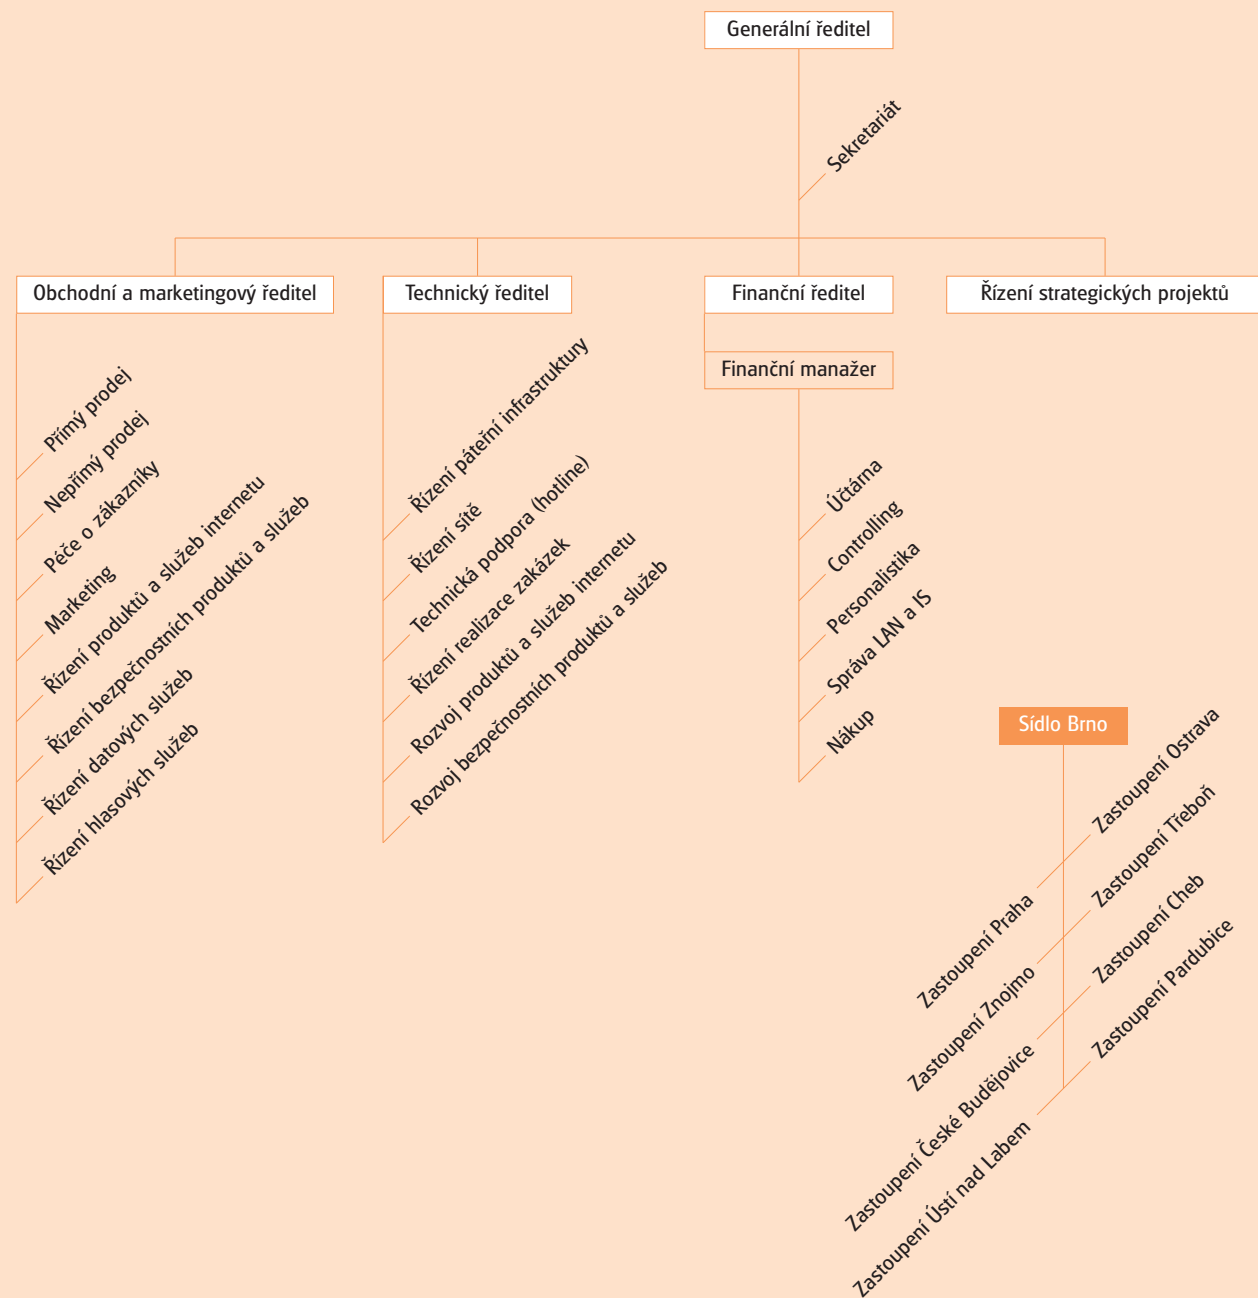 Generální ředitel
Sekretariát
Obchodní a marketingový ředitel
Technický ředitel
Finanční ředitel
Řízení strategických projektů
Finanční manažer
Přímý prodej
Nepřímý prodej
Péče o zákazníky
Marketing
Řízení produktů a služeb internetu
Řízení bezpečnostních produktů a služeb
Řízení datových služeb
Řízení hlasových služeb
Řízení páteřní infrastruktury
Řízení sítě
Technická podpora (hotline)
Řízení realizace zakázek
Rozvoj produktů a služeb internetu
Rozvoj bezpečnostních produktů a služeb
Účtárna
Controlling
Personalistika
Správa LAN a IS
Nákup
Sídlo Brno
Zastoupení Ostrava
Zastoupení Praha
Zastoupení Třeboň
Zastoupení Znojmo
Zastoupení Cheb
Zastoupení České Budějovice
Zastoupení Pardubice
Zastoupení Ústí nad Labem